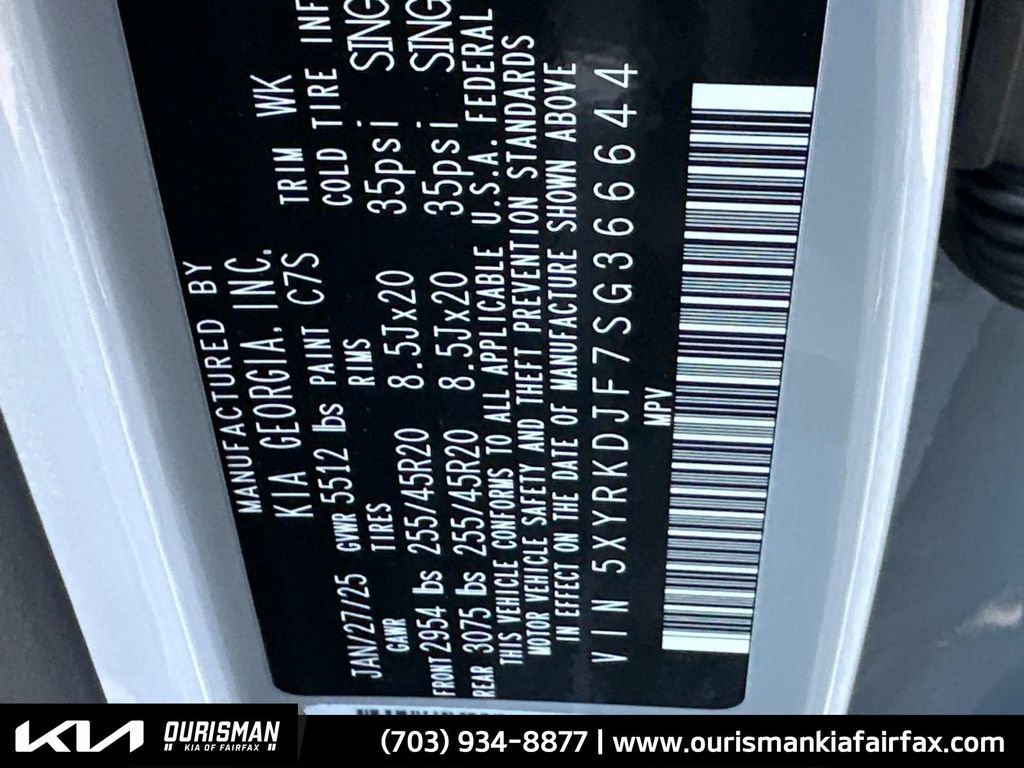 MANUFACTURED BY
KIA GEORGIA, INC.
JAN/27/25 GVWR 5512 lbs PAINT C7S TRIM WK
GAWR TIRES RIMS COLD TIRE INF
FRONT 2954 lbs 255/45R20 8.5Jx20 35psi SING
REAR 3075 lbs 255/45R20 8.5Jx20 35psi SING
THIS VEHICLE CONFORMS TO ALL APPLICABLE U.S.A. FEDERAL
MOTOR VEHICLE SAFETY AND THEFT PREVENTION STANDARDS
IN EFFECT ON THE DATE OF MANUFACTURE SHOWN ABOVE
VIN 5XYRKDJF7SG366644
MPV
KIA OURISMAN
KIA OF FAIRFAX
(703) 934-8877 | www.ourismankiafairfax.com